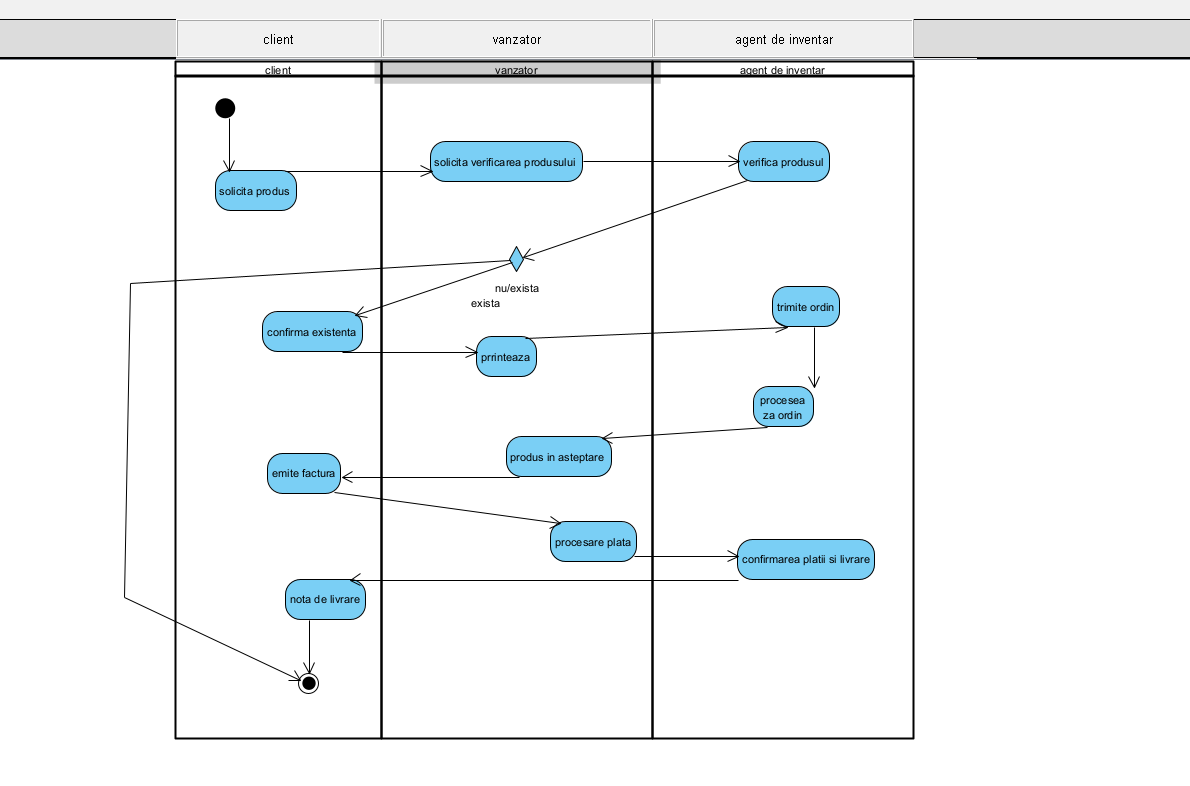 client
vanzator
agent de inventar
client
vanzator
agent de inventar
solicita verificarea produsului
verifica produsul
solicita produs
nu/exista
exista
trimite ordin
confirma existenta
prrinteaza
procesea
za ordin
produs in asteptare
emite factura
procesare plata
confirmarea platii si livrare
nota de livrare